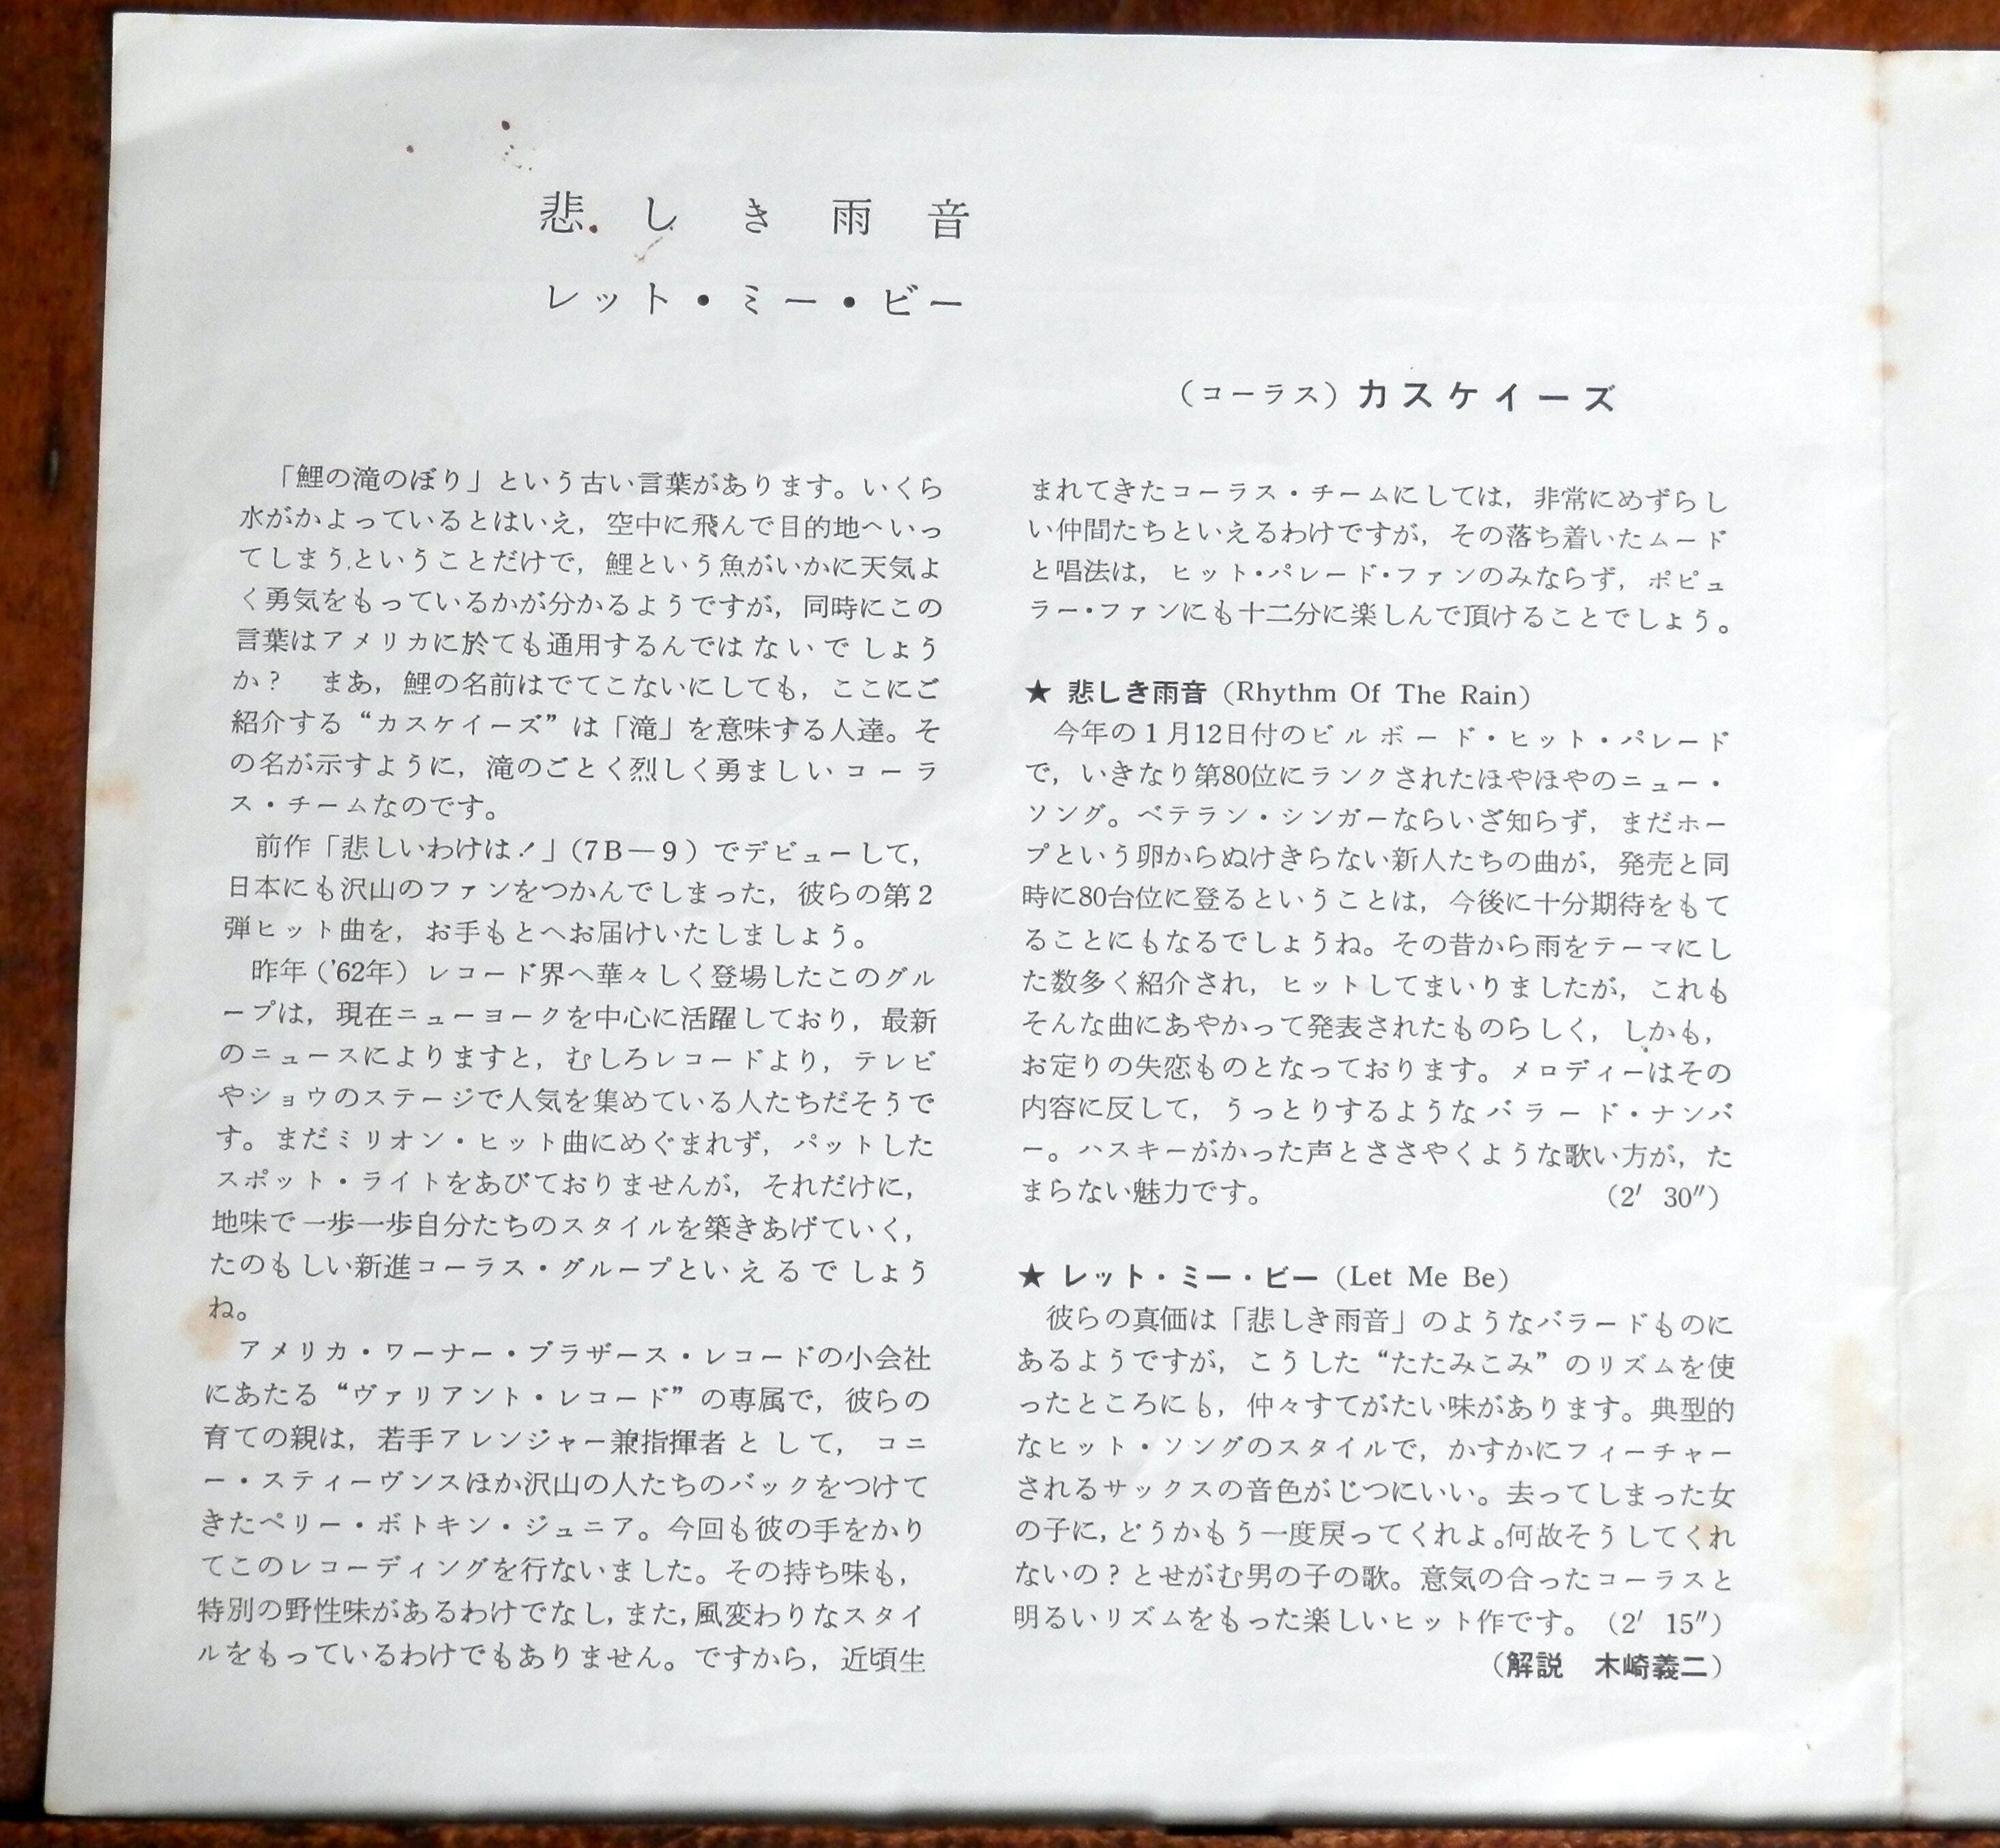 悲しき雨音
レット・ミー・ビー
（コーラス）カスケイーズ
「鯉の滝のぼり」という古い言葉があります。いくら
水がかよっているとはいえ，空中に飛んで目的地へいっ
てしまうということだけで，鯉という魚がいかに天気よ
く勇気をもっているかが分かるようですが，同時にこの
言葉はアメリカに於ても通用するんではないでしょう
か？　まあ，鯉の名前はでてこないにしても，ここにご
紹介する“カスケイーズ”は「滝」を意味する人達。そ
の名が示すように，滝のごとく烈しく勇ましいコーラ
ス・チームなのです。
前作「悲しいわけは！」（7B―9）でデビューして，
日本にも沢山のファンをつかんでしまった，彼らの第2
弾ヒット曲を，お手もとへお届けいたしましょう。
昨年（'62年）レコード界へ華々しく登場したこのグル
ープは，現在ニューヨークを中心に活躍しており，最新
のニュースによりますと，むしろレコードより，テレビ
やショウのステージで人気を集めている人たちだそうで
す。まだミリオン・ヒット曲にめぐまれず，パットした
スポット・ライトをあびておりませんが，それだけに，
地味で一歩一歩自分たちのスタイルを築きあげていく，
たのもしい新進コーラス・グループといえるでしょう
ね。
アメリカ・ワーナー・ブラザース・レコードの小会社
にあたる“ヴァリアント・レコード”の専属で，彼らの
育ての親は，若手アレンジャー兼指揮者として，コニ
ー・スティーヴンスほか沢山の人たちのバックをつけて
きたペリー・ボトキン・ジュニア。今回も彼の手をかり
てこのレコーディングを行ないました。その持ち味も，
特別の野性味があるわけでなし，また，風変わりなスタイ
ルをもっているわけでもありません。ですから，近頃生
まれてきたコーラス・チームにしては，非常にめずらし
い仲間たちといえるわけですが，その落ち着いたムード
と唱法は，ヒット・パレード・ファンのみならず，ポピュ
ラー・ファンにも十二分に楽しんで頂けることでしょう。
★ 悲しき雨音（Rhythm Of The Rain）
今年の1月12日付のビルボード・ヒット・パレード
で，いきなり第80位にランクされたほやほやのニュー・
ソング。ベテラン・シンガーならいざ知らず，まだホー
プという卵からぬけきらない新人たちの曲が，発売と同
時に80台位に登るということは，今後に十分期待をもて
ることにもなるでしょうね。その昔から雨をテーマにし
た数多く紹介され，ヒットしてまいりましたが，これも
そんな曲にあやかって発表されたものらしく，しかも，
お定りの失恋ものとなっております。メロディーはその
内容に反して，うっとりするようなバラード・ナンバ
ー。ハスキーがかった声とささやくような歌い方が，た
まらない魅力です。　（2′ 30″）
★ レット・ミー・ビー（Let Me Be）
彼らの真価は「悲しき雨音」のようなバラードものに
あるようですが，こうした“たたみこみ”のリズムを使
ったところにも，仲々すてがたい味があります。典型的
なヒット・ソングのスタイルで，かすかにフィーチャー
されるサックスの音色がじつにいい。去ってしまった女
の子に，どうかもう一度戻ってくれよ。何故そうしてくれ
ないの？とせがむ男の子の歌。意気の合ったコーラスと
明るいリズムをもった楽しいヒット作です。（2′ 15″）
（解説　木崎義二）